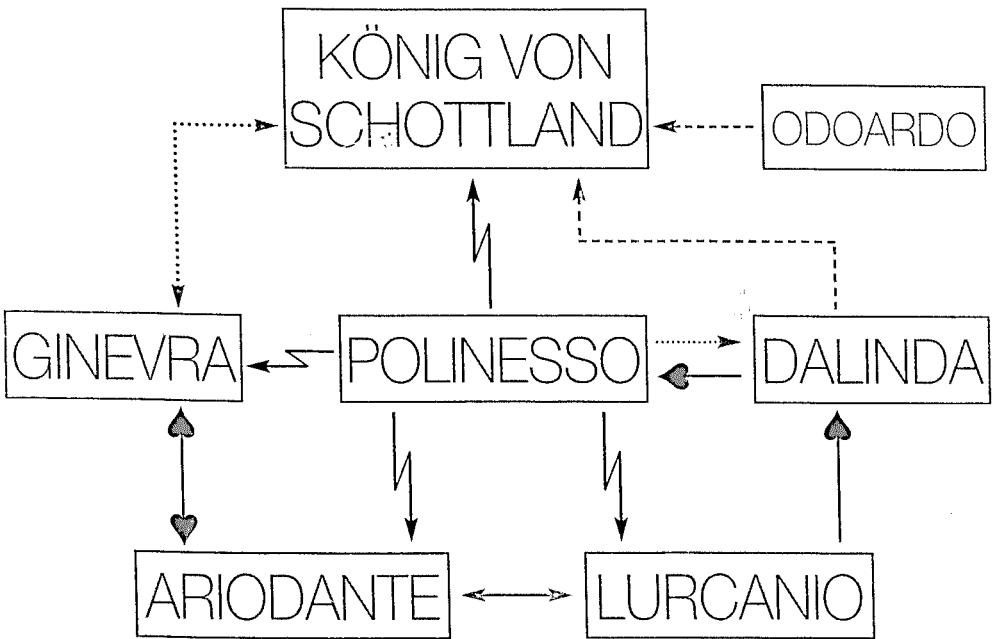 KÖNIG VON
SCHOTTLAND
ODOARDO
GINEVRA
POLINESSO
DALINDA
ARIODANTE
LURCANIO